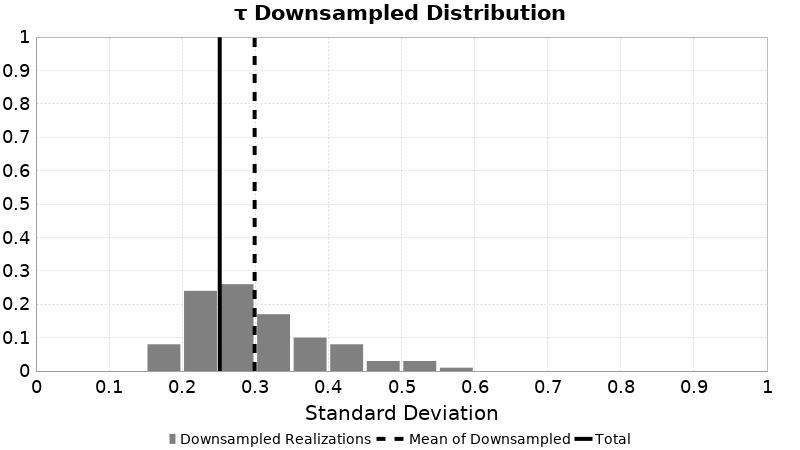 τ Downsampled Distribution
1
0.9
0.8
0.7
0.6
0.5
0.4
0.3
0.2
0.1
0
0 0.1 0.2 0.3 0.4 0.5 0.6 0.7 0.8 0.9 1
Standard Deviation
Downsampled Realizations Mean of Downsampled Total